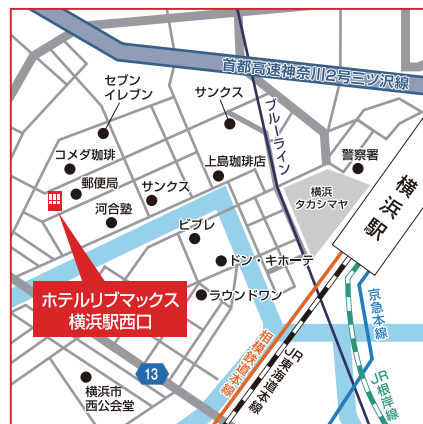 首都高速神奈川2号三ツ沢線
セブン
イレブン
サンクス
ブルーライン
コメダ珈琲
上島珈琲店
警察署
郵便局
サンクス
横浜
タカシマヤ
横浜駅
河合塾
ビブレ
ドン・キホーテ
ホテルリブマックス
横浜駅西口
ラウンドワン
京急本線
相模鉄道本線
JR東海道本線
JR根岸線
13
横浜市
西公会堂